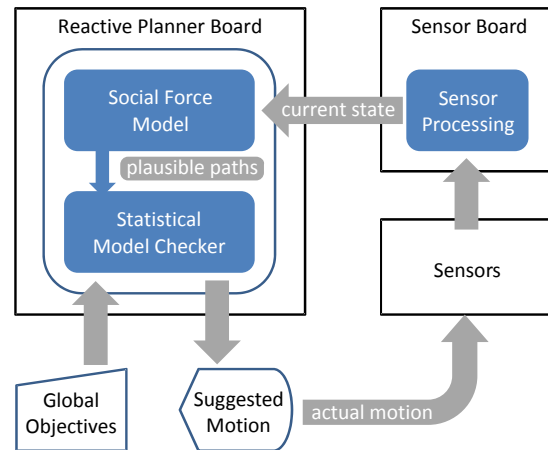 Reactive Planner Board
Sensor Board
Social Force
Model
current state
Sensor
Processing
plausible paths
Statistical
Model Checker
Sensors
Global
Objectives
Suggested
Motion
actual motion